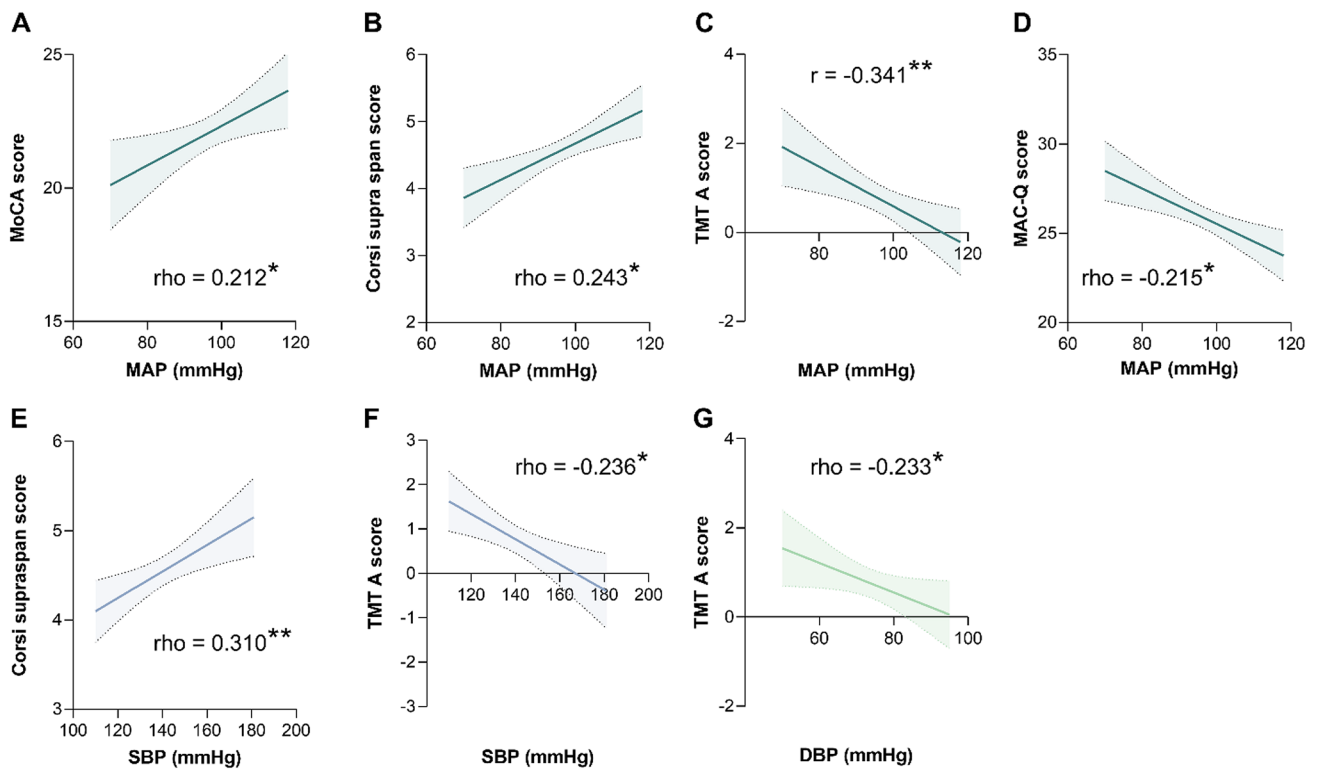 A
MoCA score
25
20
15
60 80 100 120
rho = 0.212*
MAP (mmHg)
B
Corsi supra span score
6
5
4
3
2
60 80 100 120
rho = 0.243*
MAP (mmHg)
C
TMT A score
4
2
0
-2
80 100 120
r = -0.341**
MAP (mmHg)
D
MAC-Q score
35
30
25
20
60 80 100 120
rho = -0.215*
MAP (mmHg)
E
Corsi supraspan score
6
5
4
3
100 120 140 160 180 200
rho = 0.310**
SBP (mmHg)
F
TMT A score
3
2
1
0
-1
-2
-3
120 140 160 180 200
rho = -0.236*
SBP (mmHg)
G
TMT A score
4
2
0
-2
60 80 100
rho = -0.233*
DBP (mmHg)